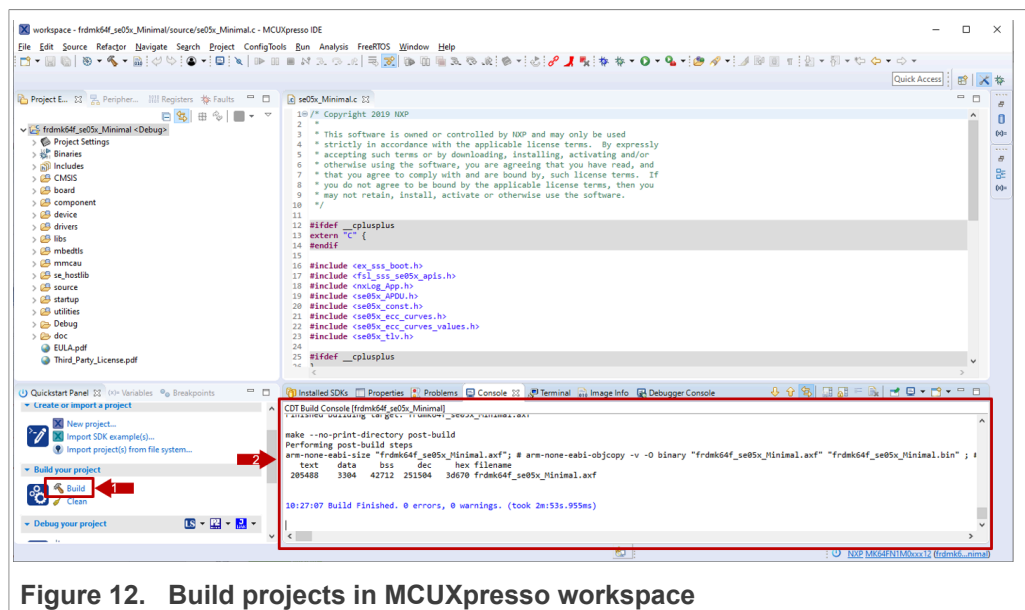 workspace - frdmk64f_se05x_Minimal/source/se05x_Minimal.c - MCUXpresso IDE
File Edit Source Refactor Navigate Search Project ConfigTools Run Analysis FreeRTOS Window Help
Quick Access
Project E... Peripher... Registers Faults
frdmk64f_se05x_Minimal <Debug>
Project Settings
Binaries
Includes
CMSIS
board
component
device
drivers
libs
mbedtls
mmcau
se_hostlib
source
startup
utilities
Debug
doc
EULA.pdf
Third_Party_License.pdf
se05x_Minimal.c
1 /* Copyright 2019 NXP
2 *
3 * This software is owned or controlled by NXP and may only be used
4 * strictly in accordance with the applicable license terms. By expressly
5 * accepting such terms or by downloading, installing, activating and/or
6 * otherwise using the software, you are agreeing that you have read, and
7 * that you agree to comply with and are bound by, such license terms. If
8 * you do not agree to be bound by the applicable license terms, then you
9 * may not retain, install, activate or otherwise use the software.
10 */
11
12 #ifdef __cplusplus
13 extern "C" {
14 #endif
15
16 #include <ex_sss_boot.h>
17 #include <fsl_sss_se05x_apis.h>
18 #include <nxLog_App.h>
19 #include <se05x_APDU.h>
20 #include <se05x_const.h>
21 #include <se05x_ecc_curves.h>
22 #include <se05x_ecc_curves_values.h>
23 #include <se05x_tlv.h>
24
25 #ifdef __cplusplus
Quickstart Panel Variables Breakpoints
Create or import a project
New project...
Import SDK example(s)...
Import project(s) from file system...
Build your project
Build
1
Clean
Debug your project
Installed SDKs Properties Problems Console Terminal Image Info Debugger Console
CDT Build Console [frdmk64f_se05x_Minimal]
Finished building target: frdmk64f_se05x_Minimal.axf
make --no-print-directory post-build
Performing post-build steps
2
arm-none-eabi-size "frdmk64f_se05x_Minimal.axf"; # arm-none-eabi-objcopy -v -O binary "frdmk64f_se05x_Minimal.axf" "frdmk64f_se05x_Minimal.bin" ; #
text data bss dec hex filename
205488 3304 42712 251504 3d670 frdmk64f_se05x_Minimal.axf
10:27:07 Build Finished. 0 errors, 0 warnings. (took 2m:53s.955ms)
NXP MK64FN1M0xxx12 (frdmk6...nimal)
Figure 12. Build projects in MCUXpresso workspace